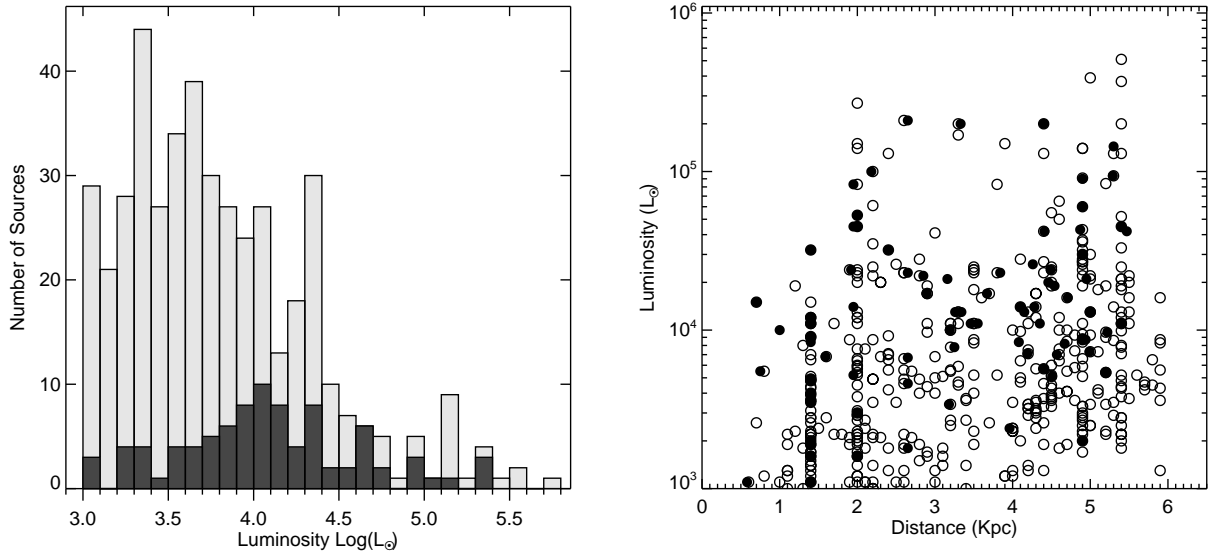 40
30
20
10
0
Number of Sources
3.0 3.5 4.0 4.5 5.0 5.5
Luminosity Log(L☉)
10⁶
10⁵
10⁴
10³
Luminosity (L☉)
0 1 2 3 4 5 6
Distance (Kpc)